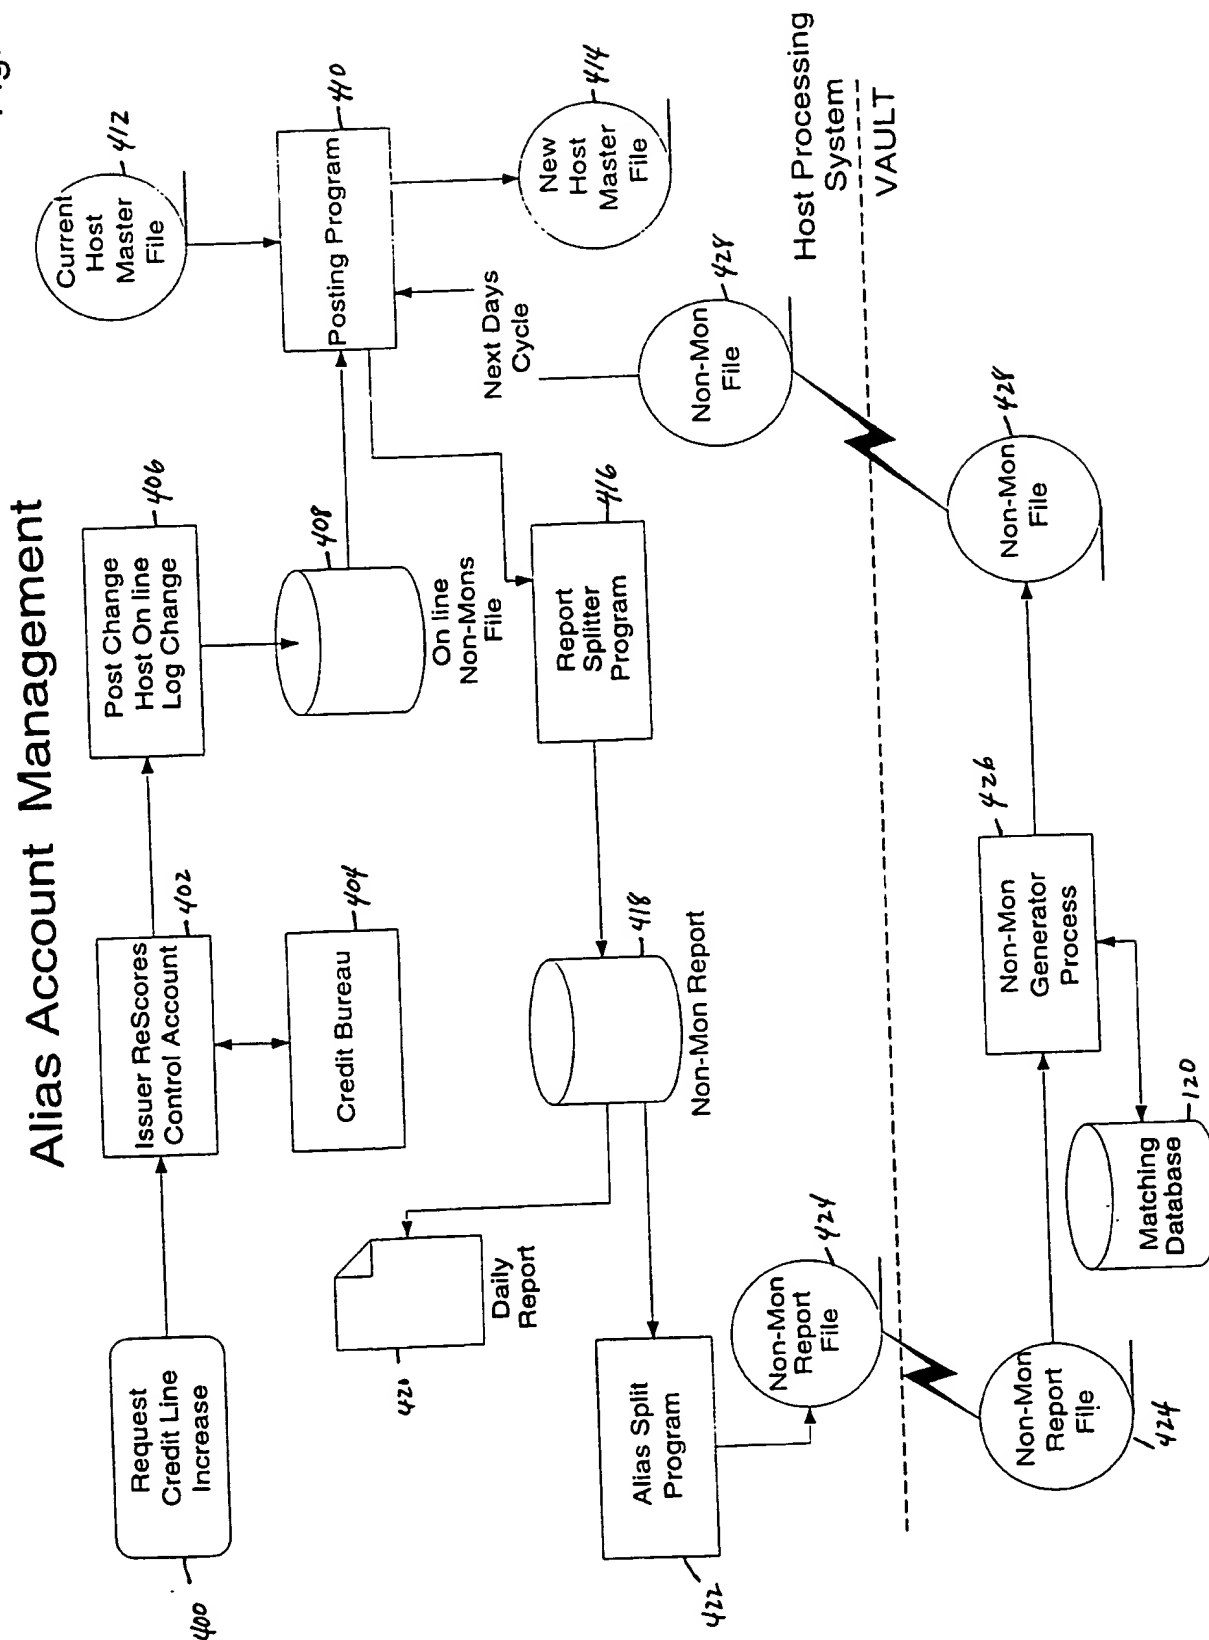 Alias Account Management
Request
Credit Line
Increase
400
Issuer ReScores
Control Account
402
Credit Bureau
404
Post Change
Host On line
Log Change
406
408
On line
Non-Mons
File
Current
Host
Master
File
412
Posting Program
410
New
Host
Master
File
414
Next Days
Cycle
Report
Splitter
Program
416
418
Non-Mon Report
Daily
Report
420
Alias Split
Program
422
Non-Mon
Report
File
424
Non-Mon
File
428
Host Processing
System
VAULT
Non-Mon
Report
File
424
Matching
Database
120
Non-Mon
Generator
Process
426
Non-Mon
File
428